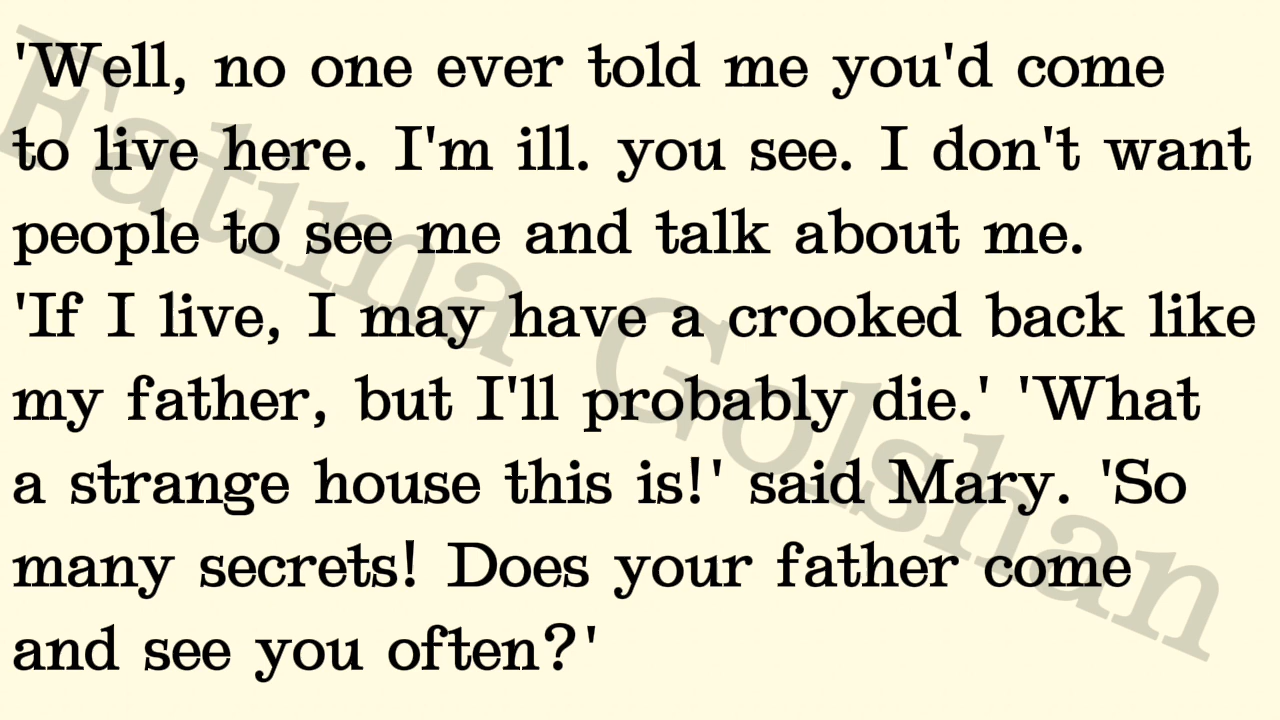 'Well, no one ever told me you'd come
to live here. I'm ill. you see. I don't want
people to see me and talk about me.
'If I live, I may have a crooked back like
my father, but I'll probably die.' 'What
a strange house this is!' said Mary. 'So
many secrets! Does your father come
and see you often?'
Fatima Golshan